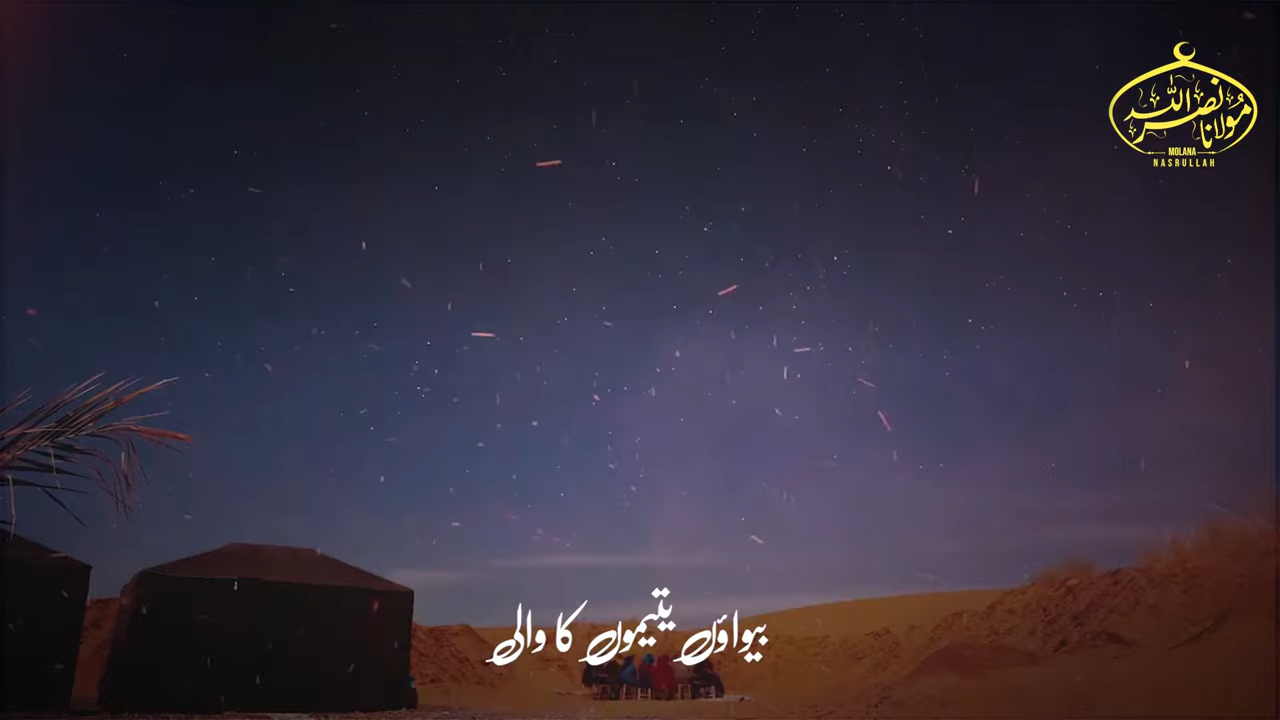 مولانا نصر اللہ
MOLANA
NASRULLAH
بیواؤں یتیموں کا والی